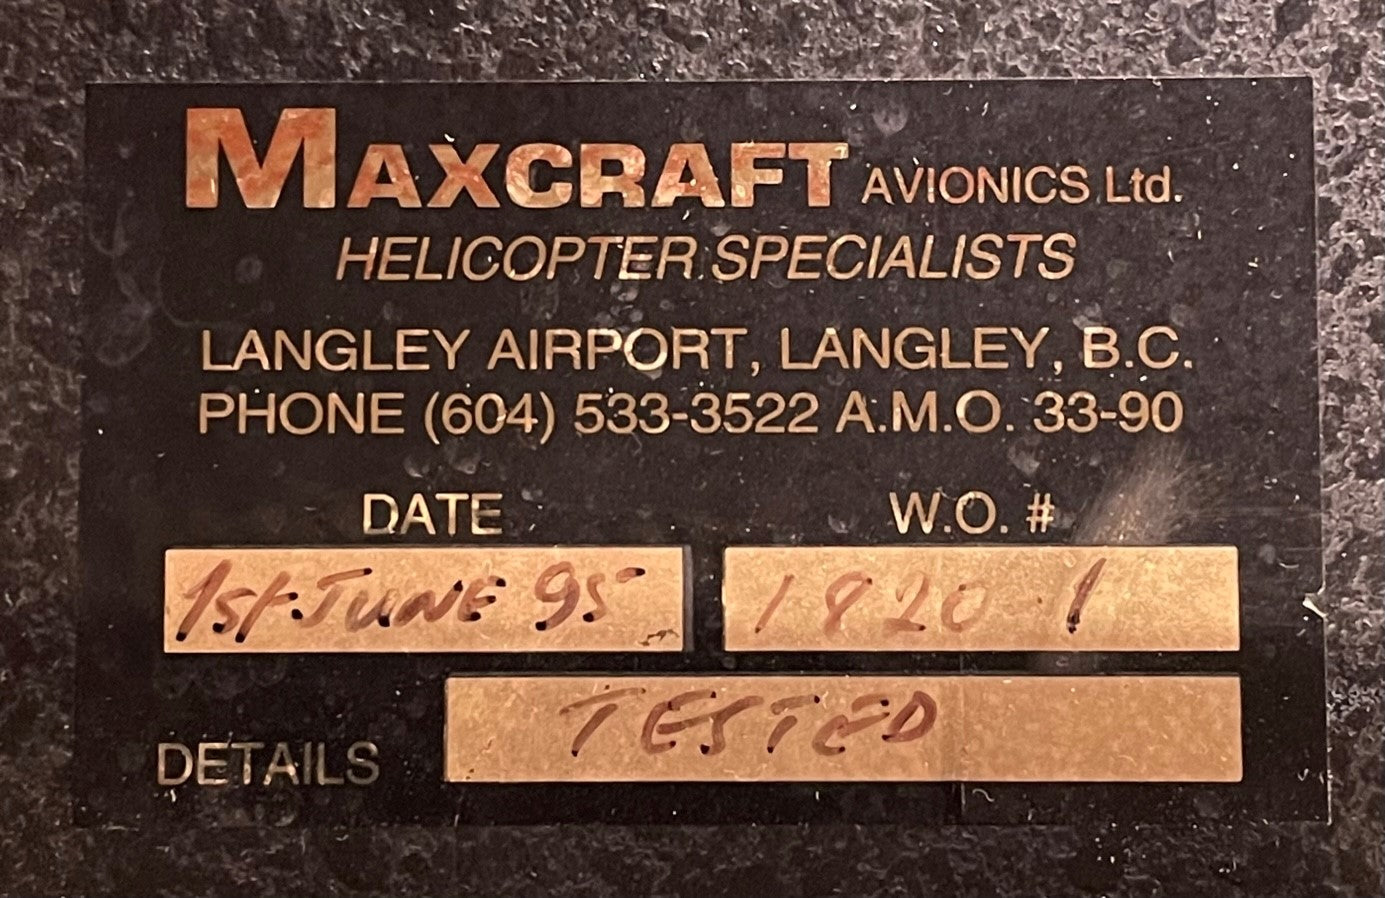 MAXCRAFT AVIONICS Ltd.
HELICOPTER SPECIALISTS
LANGLEY AIRPORT, LANGLEY, B.C.
PHONE (604) 533-3522 A.M.O. 33-90
DATE W.O. #
1st JUNE 95 1820 1
DETAILS TESTED